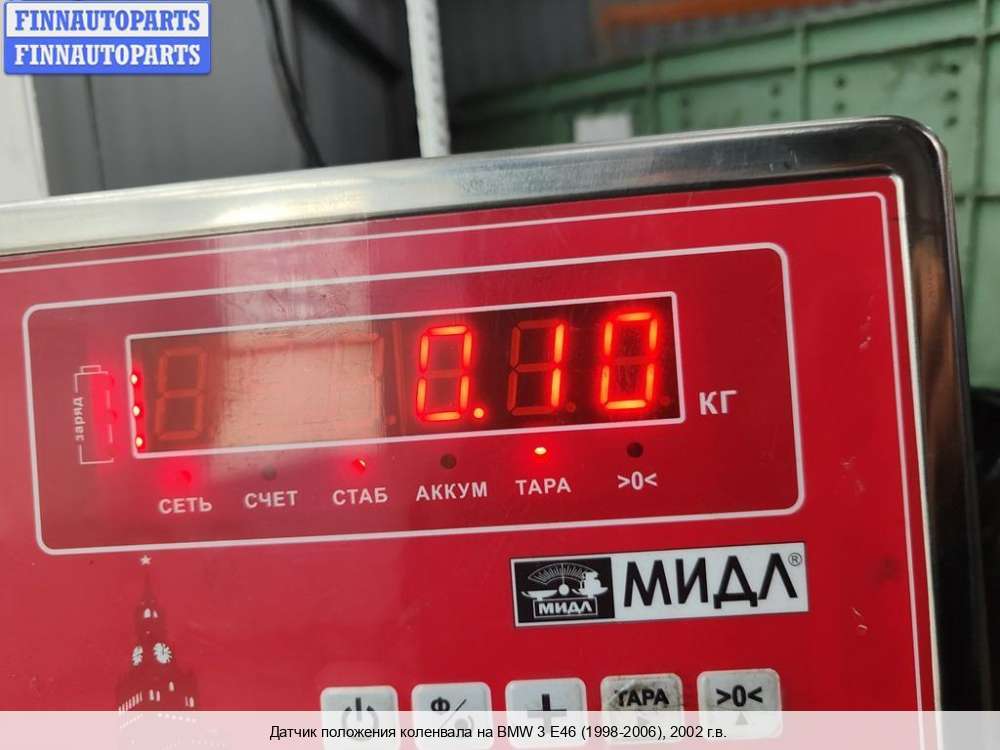 FINNAUTOPARTS
FINNAUTOPARTS
заряд
0.10
КГ
СЕТЬ СЧЕТ СТАБ АККУМ ТАРА >0<
МИДЛ
МИДЛ®
Ф
+
ТАРА
>0<
Датчик положения коленвала на BMW 3 E46 (1998-2006), 2002 г.в.